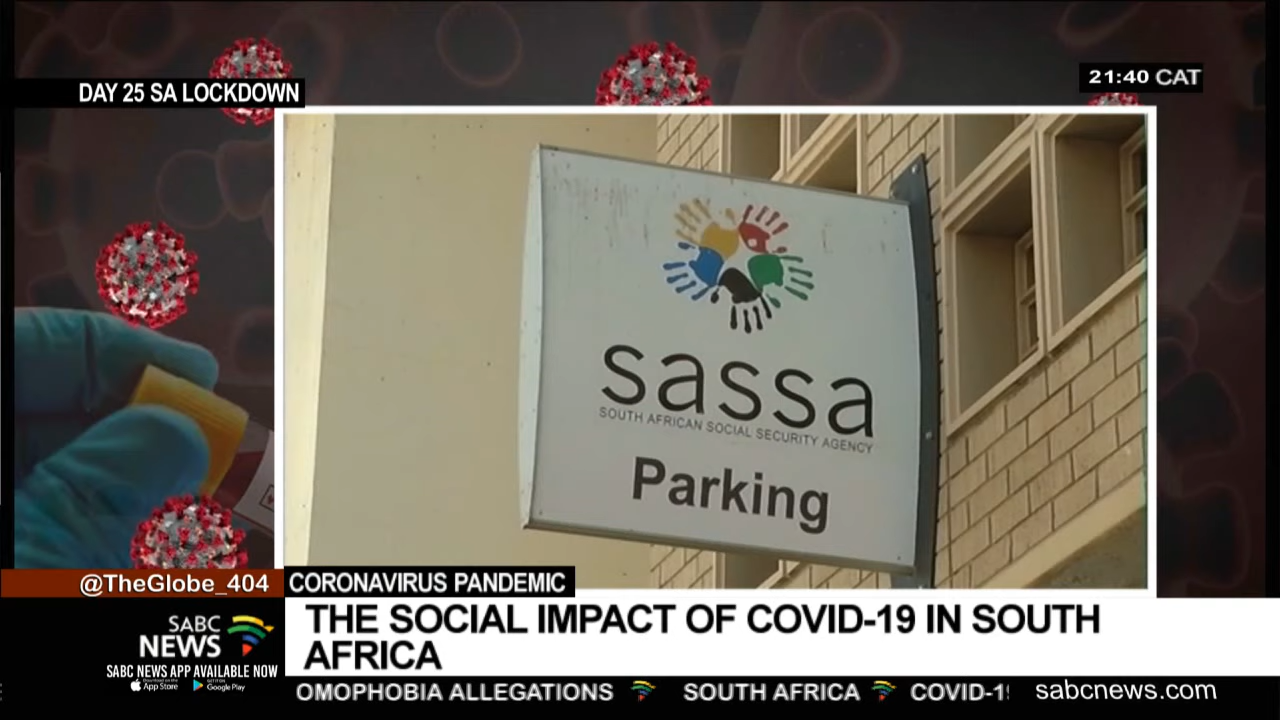 DAY 25 SA LOCKDOWN
21:40 CAT
sassa
SOUTH AFRICAN SOCIAL SECURITY AGENCY
Parking
@TheGlobe_404
CORONAVIRUS PANDEMIC
SABC
NEWS
SABC NEWS APP AVAILABLE NOW
App Store
Google Play
THE SOCIAL IMPACT OF COVID-19 IN SOUTH
AFRICA
OMOPHOBIA ALLEGATIONS SOUTH AFRICA COVID-1
sabcnews.com